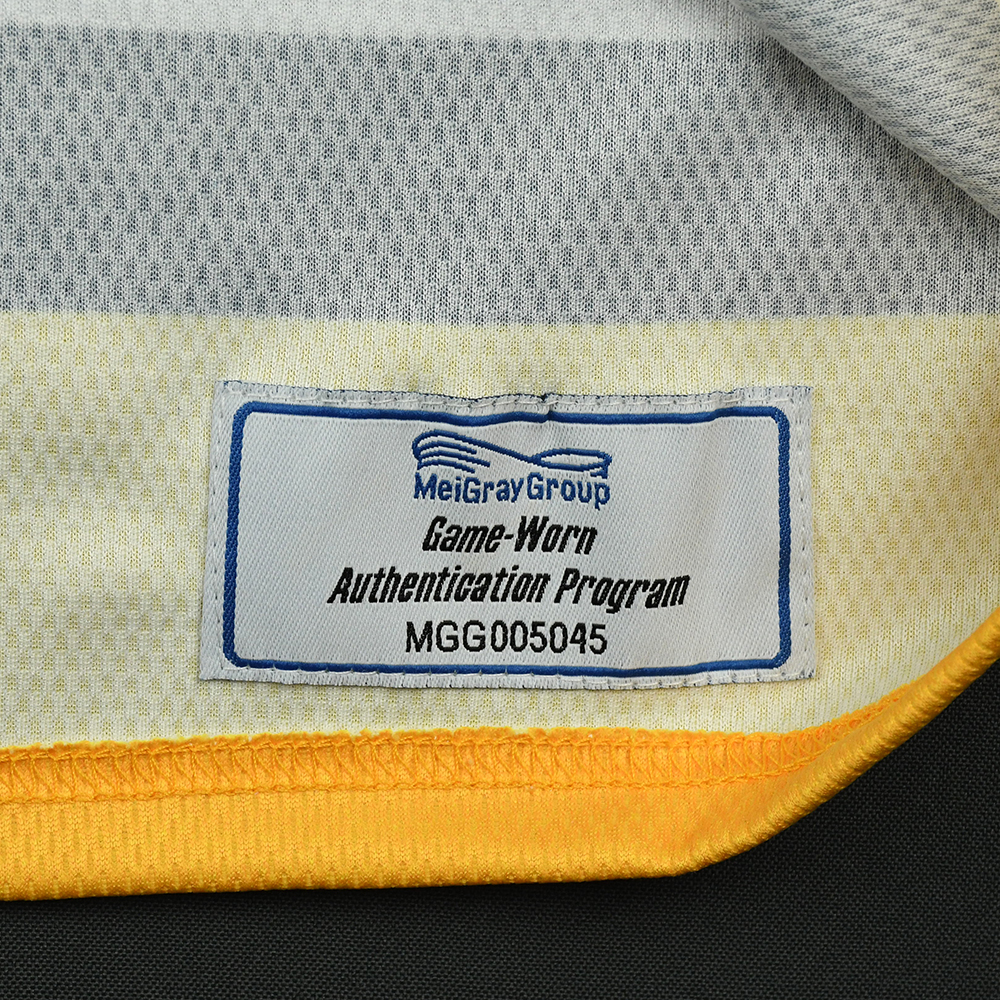 MeiGrayGroup
Game-Worn
Authentication Program
MGG005045